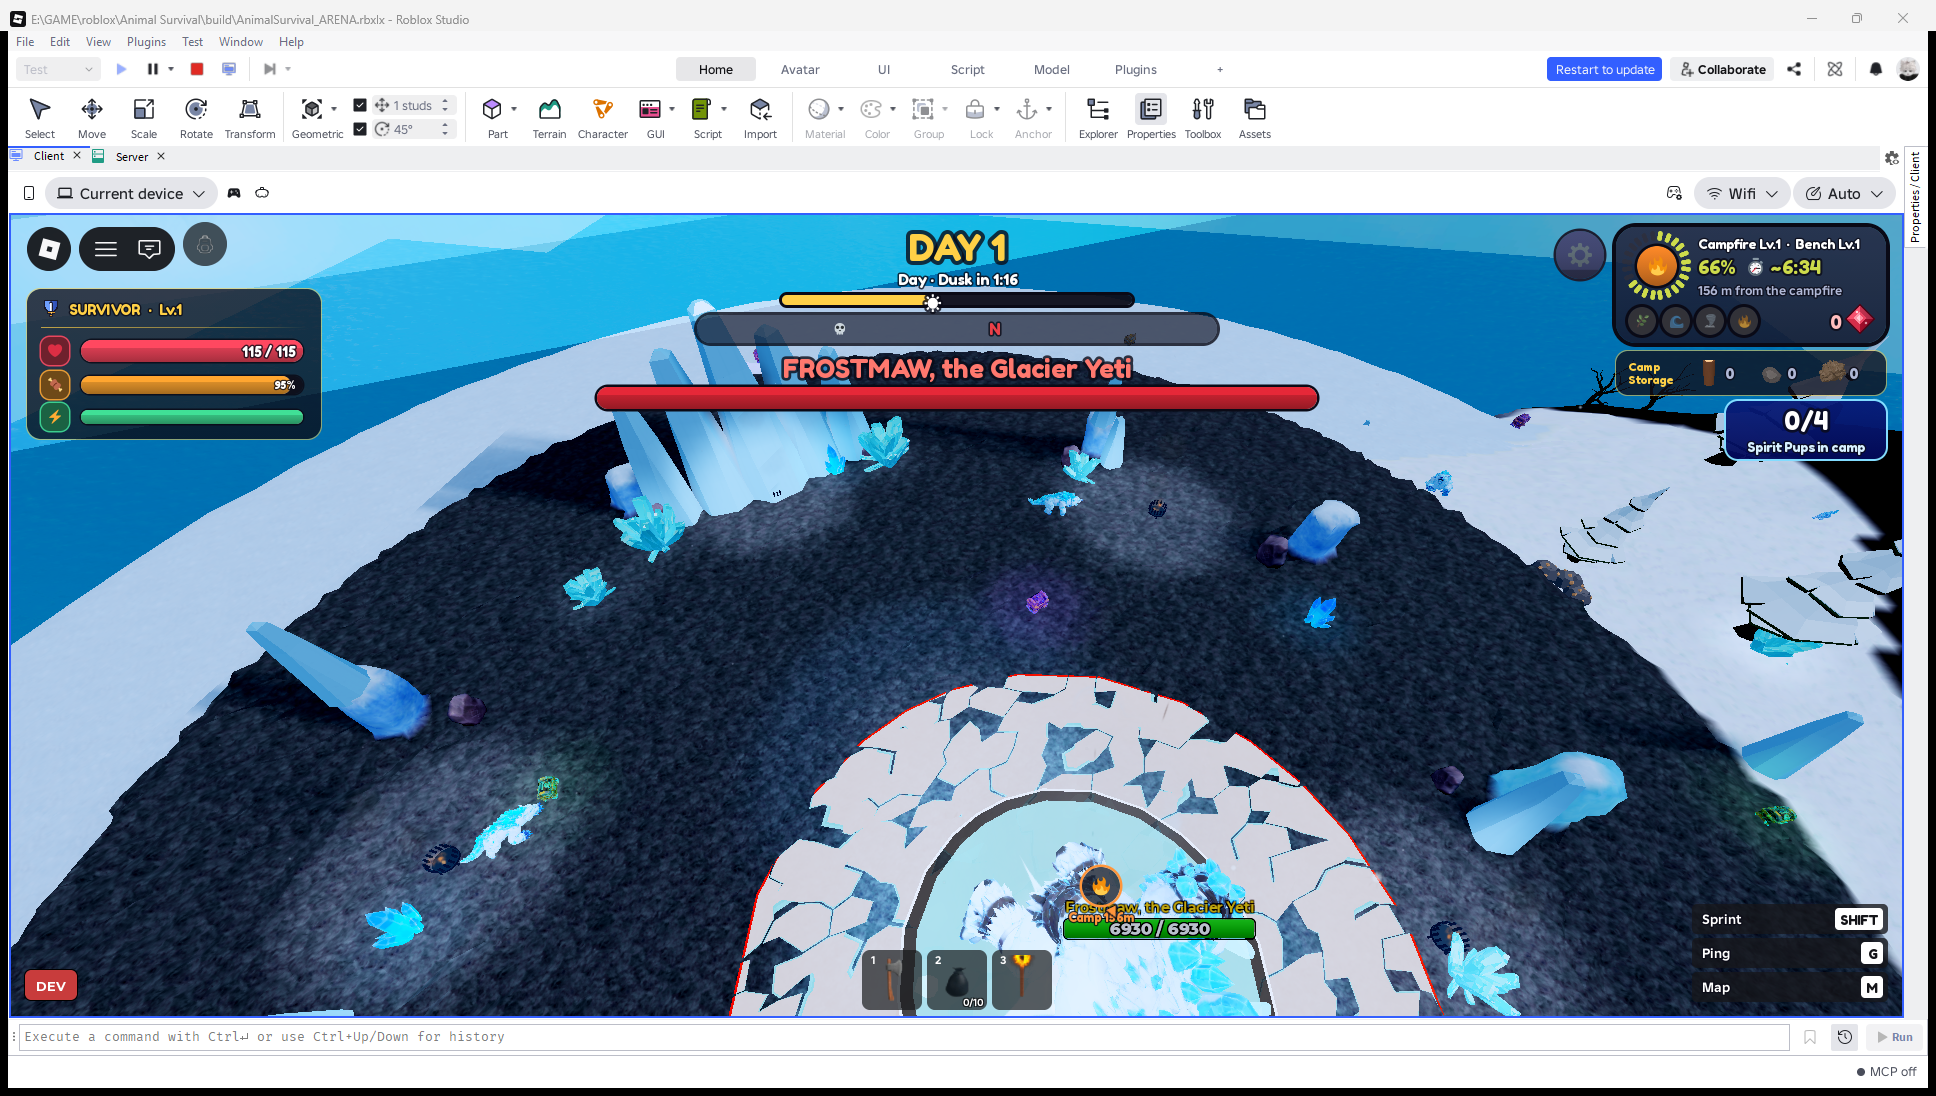 E:\GAME\roblox\Animal Survival\build\AnimalSurvival_ARENA.rbxlx - Roblox Studio
File Edit View Plugins Test Window Help
Test
Home Avatar UI Script Model Plugins +
Restart to update
Collaborate
Select Move Scale Rotate Transform Geometric
1 studs
45°
Part Terrain Character GUI Script Import
Material Color Group Lock Anchor
Explorer Properties Toolbox Assets
Client Server
Current device
Wifi Auto
Properties / Client
DAY 1
Day · Dusk in 1:16
N
FROSTMAW, the Glacier Yeti
SURVIVOR · Lv.1
115 / 115
95%
Campfire Lv.1 · Bench Lv.1
66% ~6:34
156 m from the campfire
0
Camp Storage 0 0 0
0/4
Spirit Pups in camp
Frostmaw, the Glacier Yeti
Camp 156m
6930 / 6930
1 2 3
0/10
DEV
Sprint SHIFT
Ping G
Map M
Execute a command with Ctrl↵ or use Ctrl+Up/Down for history
Run
MCP off